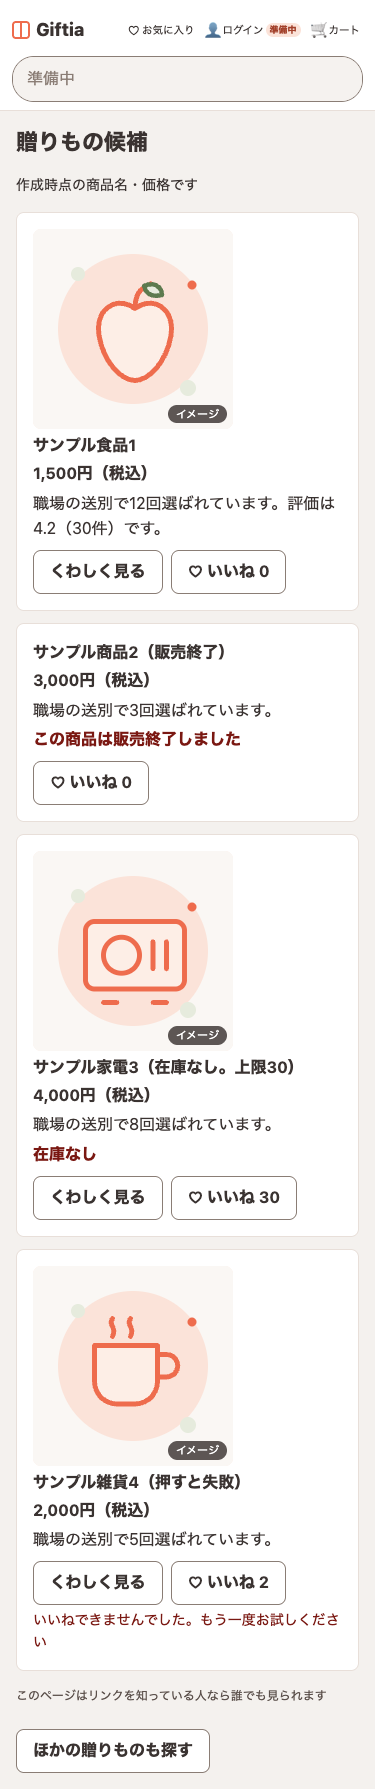 Giftia
♡ お気に入り
ログイン 準備中
カート
準備中
贈りもの候補
作成時点の商品名・価格です
イメージ
サンプル食品1
1,500円（税込）
職場の送別で12回選ばれています。評価は
4.2（30件）です。
くわしく見る
♡ いいね 0
サンプル商品2（販売終了）
3,000円（税込）
職場の送別で3回選ばれています。
この商品は販売終了しました
♡ いいね 0
イメージ
サンプル家電3（在庫なし。上限30）
4,000円（税込）
職場の送別で8回選ばれています。
在庫なし
くわしく見る
♡ いいね 30
イメージ
サンプル雑貨4（押すと失敗）
2,000円（税込）
職場の送別で5回選ばれています。
くわしく見る
♡ いいね 2
いいねできませんでした。もう一度お試しくださ
い
このページはリンクを知っている人なら誰でも見られます
ほかの贈りものも探す